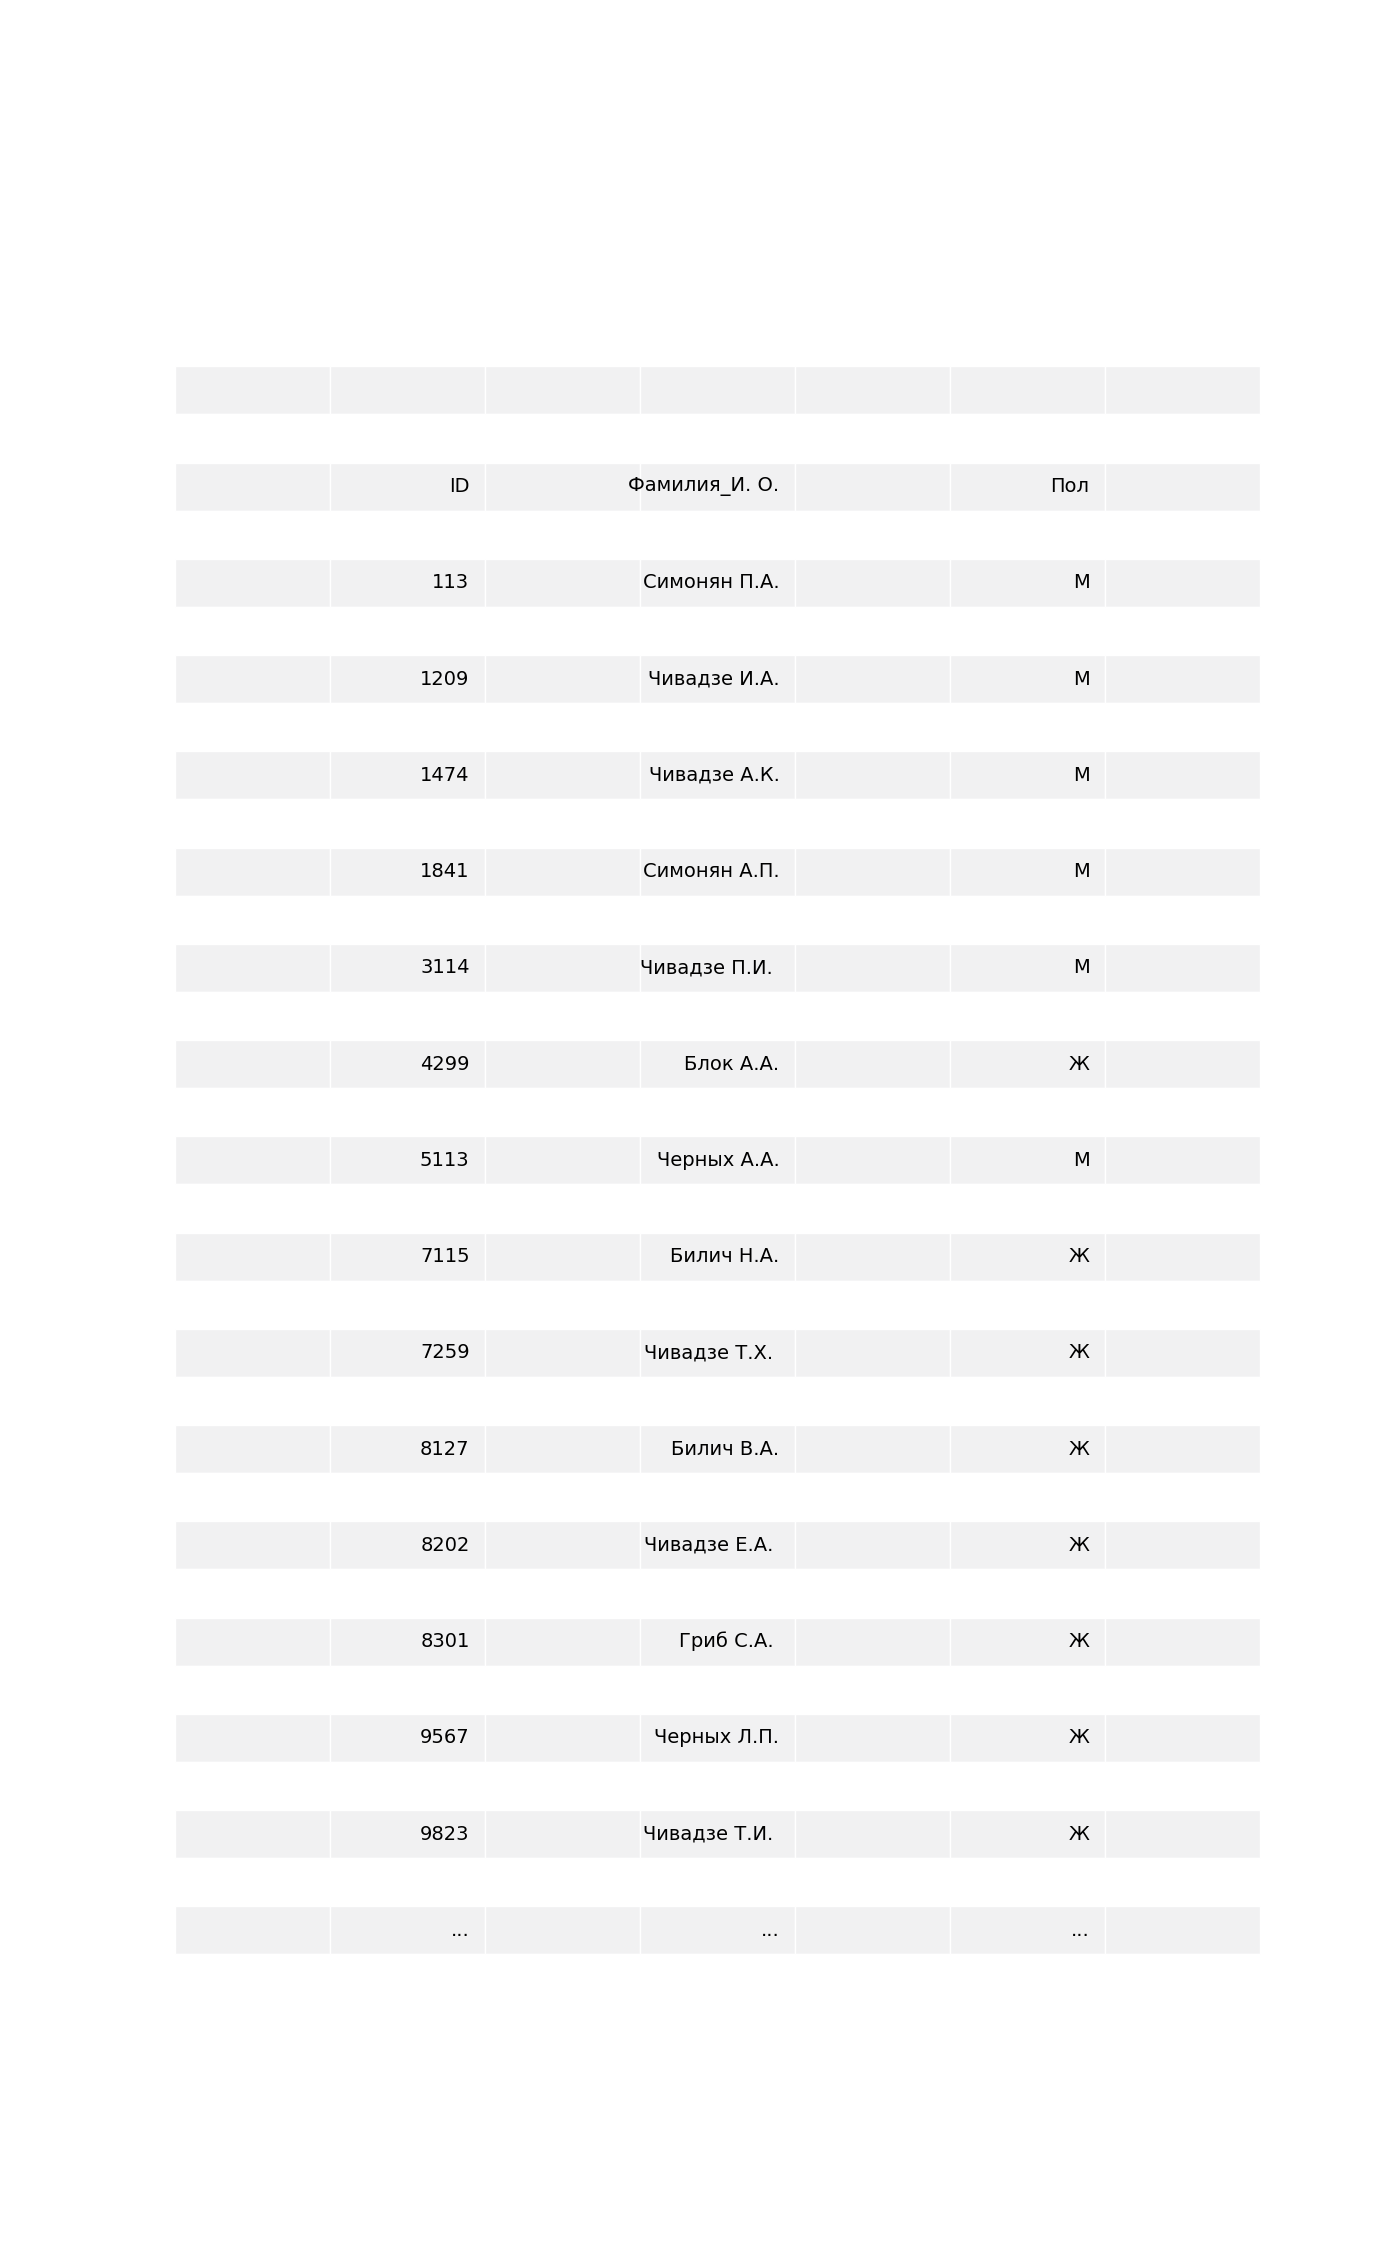 ID Фамилия_И. О. Пол
113 Симонян П.А. М
1209 Чивадзе И.А. М
1474 Чивадзе А.К. М
1841 Симонян А.П. М
3114 Чивадзе П.И. М
4299 Блок А.А. Ж
5113 Черных А.А. М
7115 Билич Н.А. Ж
7259 Чивадзе Т.Х. Ж
8127 Билич В.А. Ж
8202 Чивадзе Е.А. Ж
8301 Гриб С.А. Ж
9567 Черных Л.П. Ж
9823 Чивадзе Т.И. Ж
... ... ...